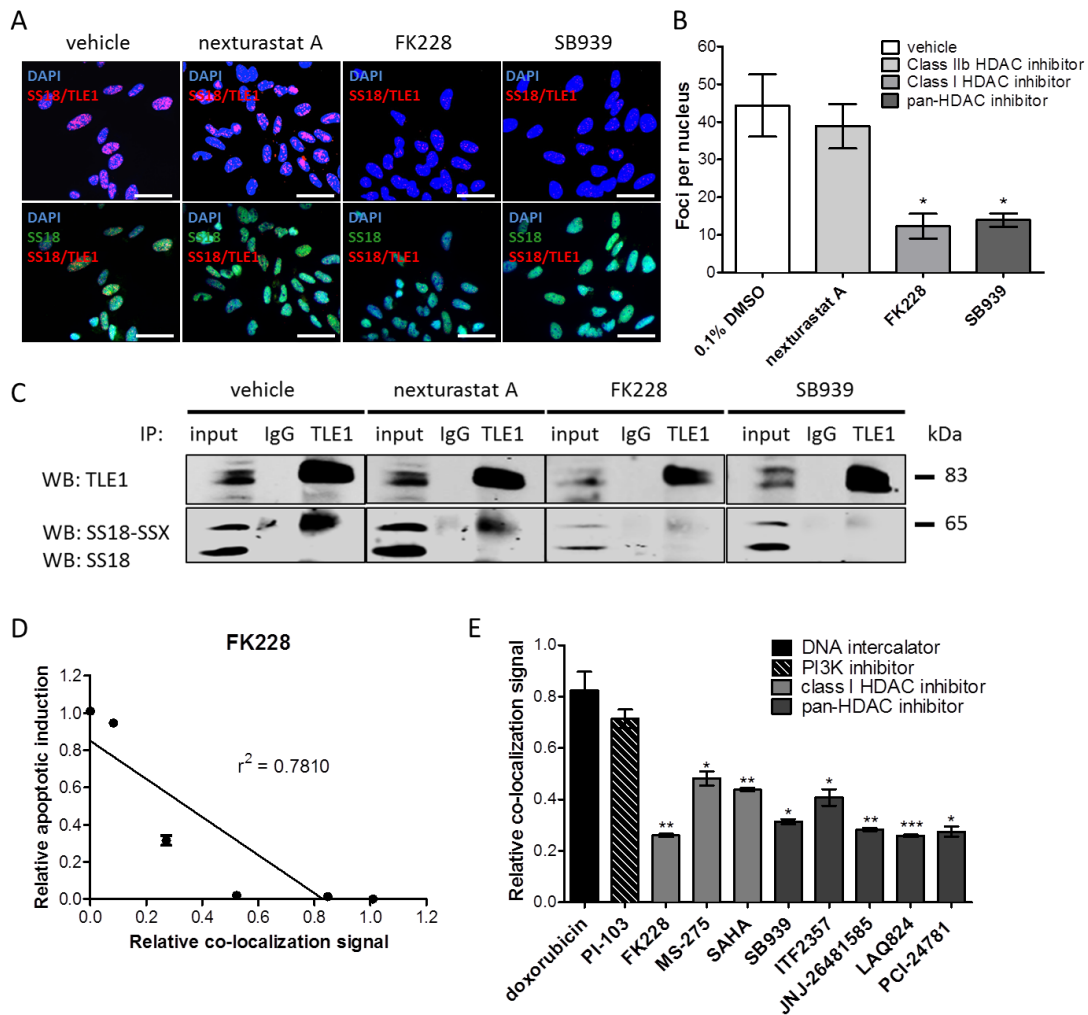 A
vehicle nexturastat A FK228 SB939
DAPI DAPI DAPI DAPI
SS18/TLE1 SS18/TLE1 SS18/TLE1 SS18/TLE1
DAPI DAPI DAPI DAPI
SS18 SS18 SS18 SS18
SS18/TLE1 SS18/TLE1 SS18/TLE1 SS18/TLE1
B
vehicle
Class IIb HDAC inhibitor
Class I HDAC inhibitor
pan-HDAC inhibitor
Foci per nucleus
60
50
40
30
20
10
0
* *
0.1% DMSO nexturastat A FK228 SB939
C
vehicle nexturastat A FK228 SB939
IP: input IgG TLE1 input IgG TLE1 input IgG TLE1 input IgG TLE1 kDa
WB: TLE1 83
WB: SS18-SSX 65
WB: SS18
D
FK228
Relative apoptotic induction
1.2
1.0
0.8
0.6
0.4
0.2
0.0
r² = 0.7810
0.0 0.2 0.4 0.6 0.8 1.0 1.2
Relative co-localization signal
E
DNA intercalator
PI3K inhibitor
class I HDAC inhibitor
pan-HDAC inhibitor
Relative co-localization signal
1.0
0.8
0.6
0.4
0.2
0.0
** * ** * * ** *** *
doxorubicin PI-103 FK228 MS-275 SAHA SB939 ITF2357 JNJ-26481585 LAQ824 PCI-24781